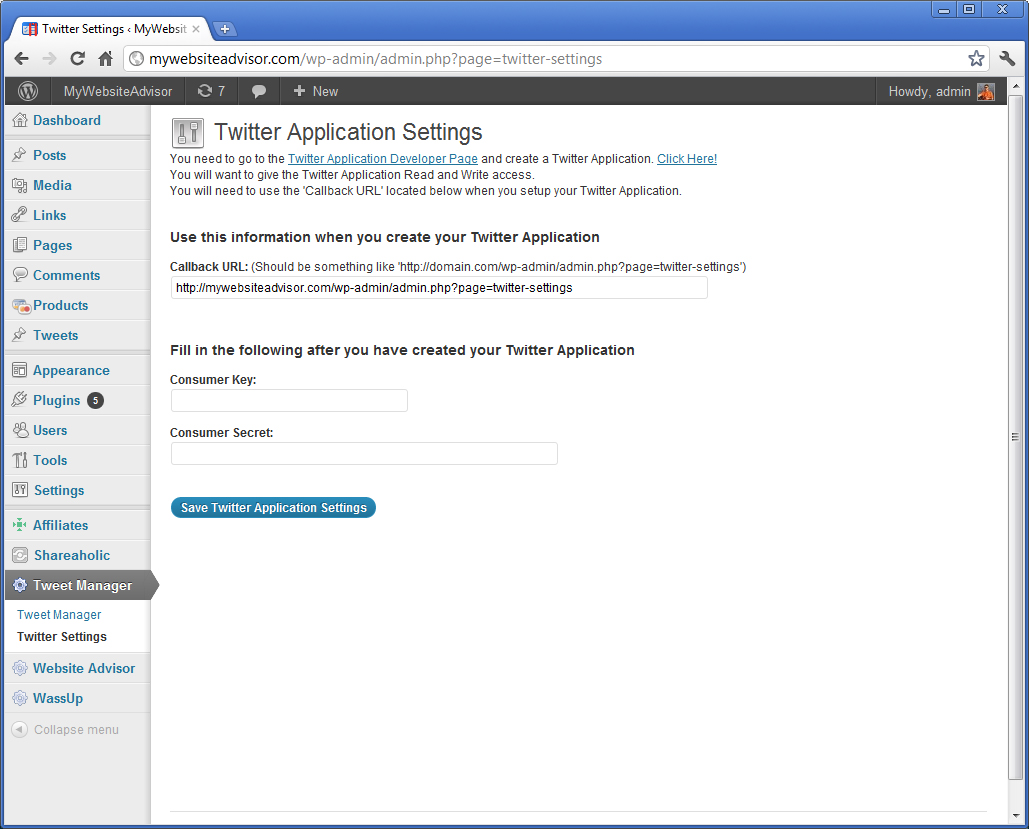 Twitter Settings ‹ MyWebsit
mywebsiteadvisor.com/wp-admin/admin.php?page=twitter-settings
MyWebsiteAdvisor 7 + New Howdy, admin
Dashboard
Posts
Media
Links
Pages
Comments
Products
Tweets
Appearance
Plugins 5
Users
Tools
Settings
Affiliates
Shareaholic
Tweet Manager
Tweet Manager
Twitter Settings
Website Advisor
WassUp
Collapse menu
Twitter Application Settings
You need to go to the Twitter Application Developer Page and create a Twitter Application. Click Here!
You will want to give the Twitter Application Read and Write access.
You will need to use the 'Callback URL' located below when you setup your Twitter Application.
Use this information when you create your Twitter Application
Callback URL: (Should be something like 'http://domain.com/wp-admin/admin.php?page=twitter-settings')
http://mywebsiteadvisor.com/wp-admin/admin.php?page=twitter-settings
Fill in the following after you have created your Twitter Application
Consumer Key:
Consumer Secret:
Save Twitter Application Settings